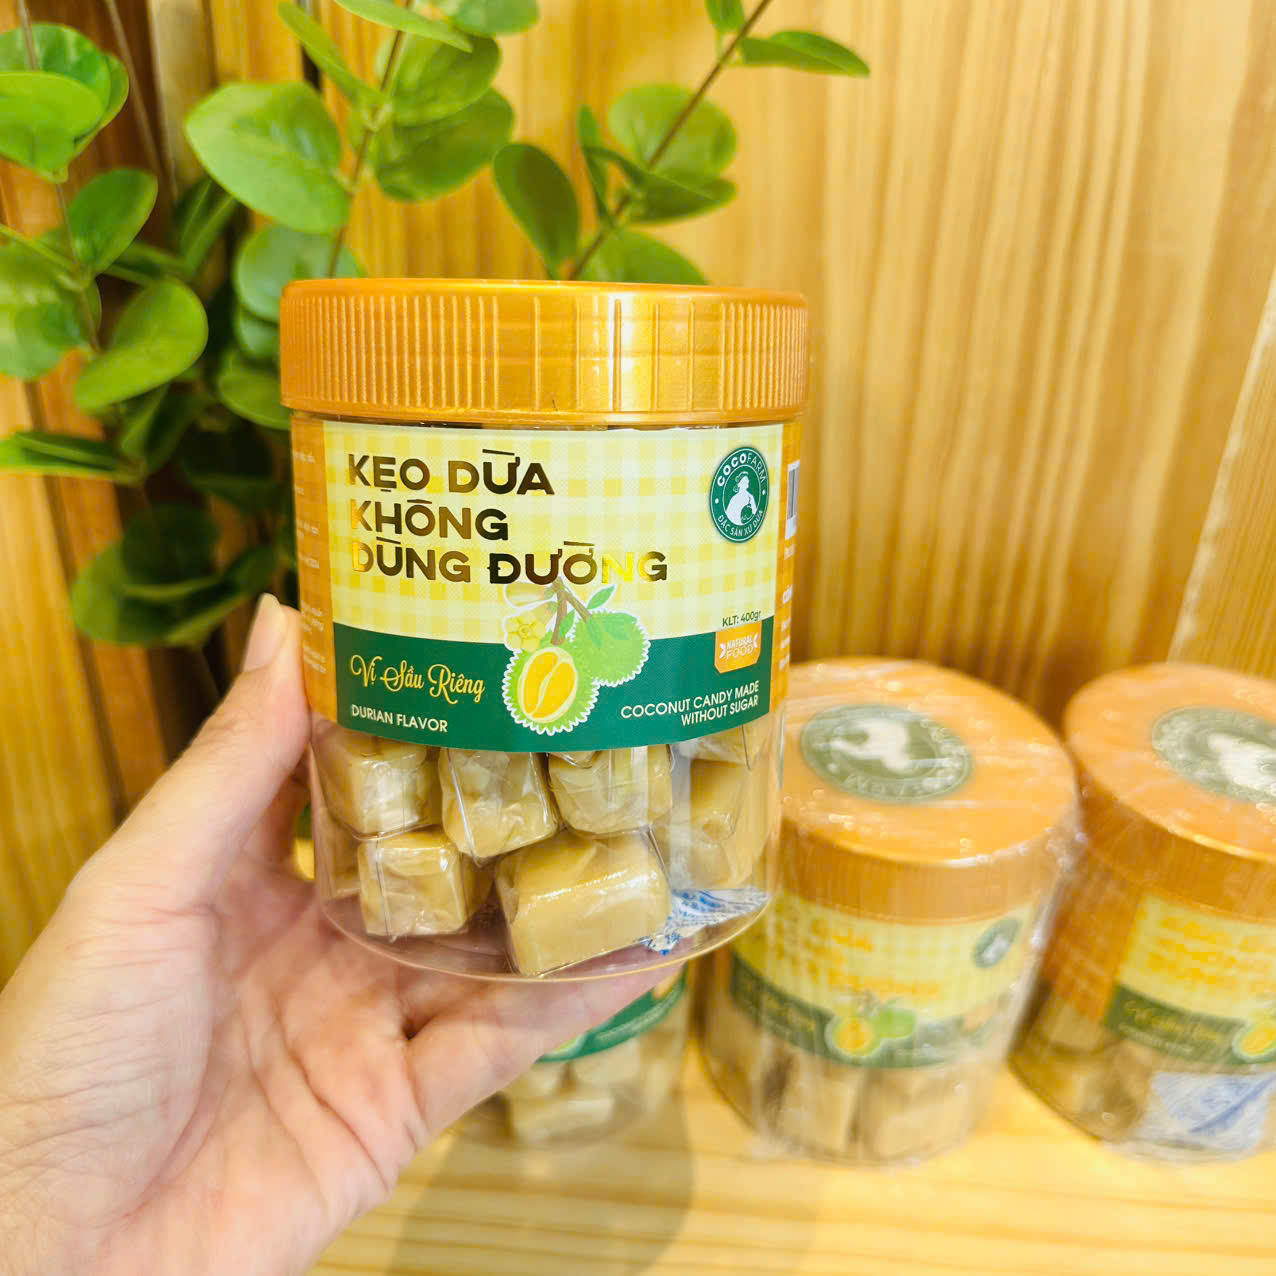 KẸO DỪA
KHÔNG
DÙNG ĐƯỜNG
COCOFARM
ĐẶC SẢN XỨ DỪA
KLT: 400gr
NATURAL
FOOD
Vị Sầu Riêng
DURIAN FLAVOR
COCONUT CANDY MADE
WITHOUT SUGAR